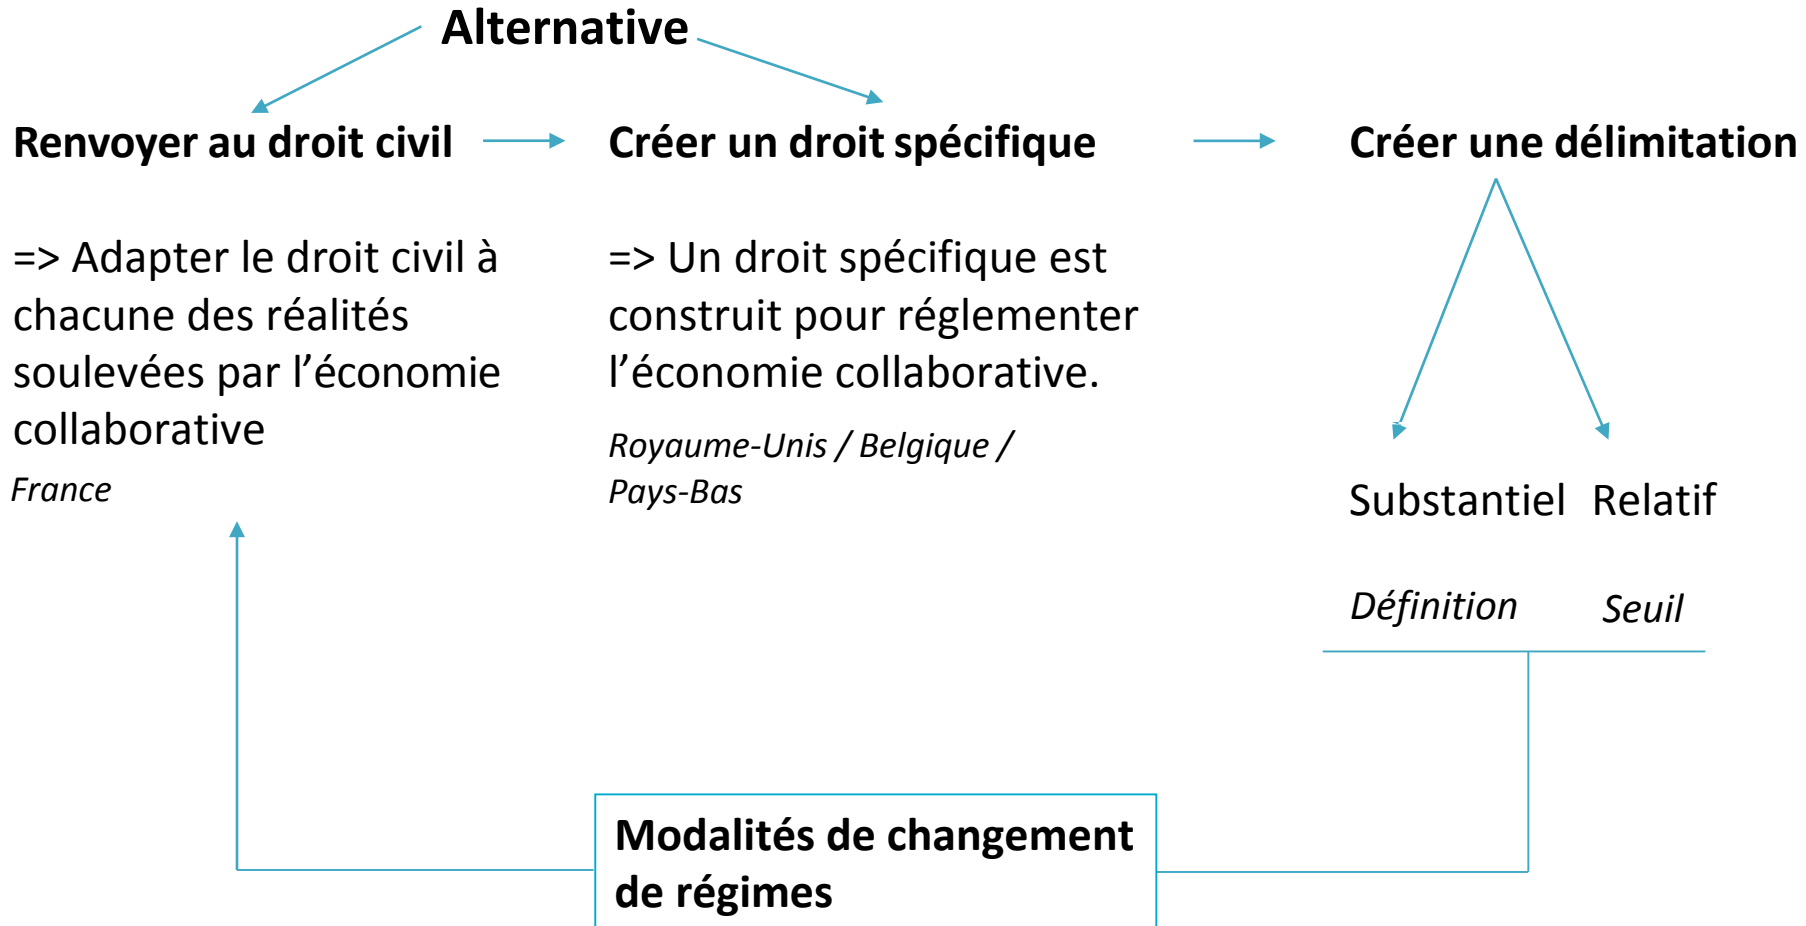 Alternative
Renvoyer au droit civil
Créer un droit spécifique
Créer une délimitation
=> Adapter le droit civil à
chacune des réalités
soulevées par l’économie
collaborative
France
=> Un droit spécifique est
construit pour réglementer
l’économie collaborative.
Royaume-Unis / Belgique /
Pays-Bas
Substantiel
Relatif
Définition
Seuil
Modalités de changement
de régimes